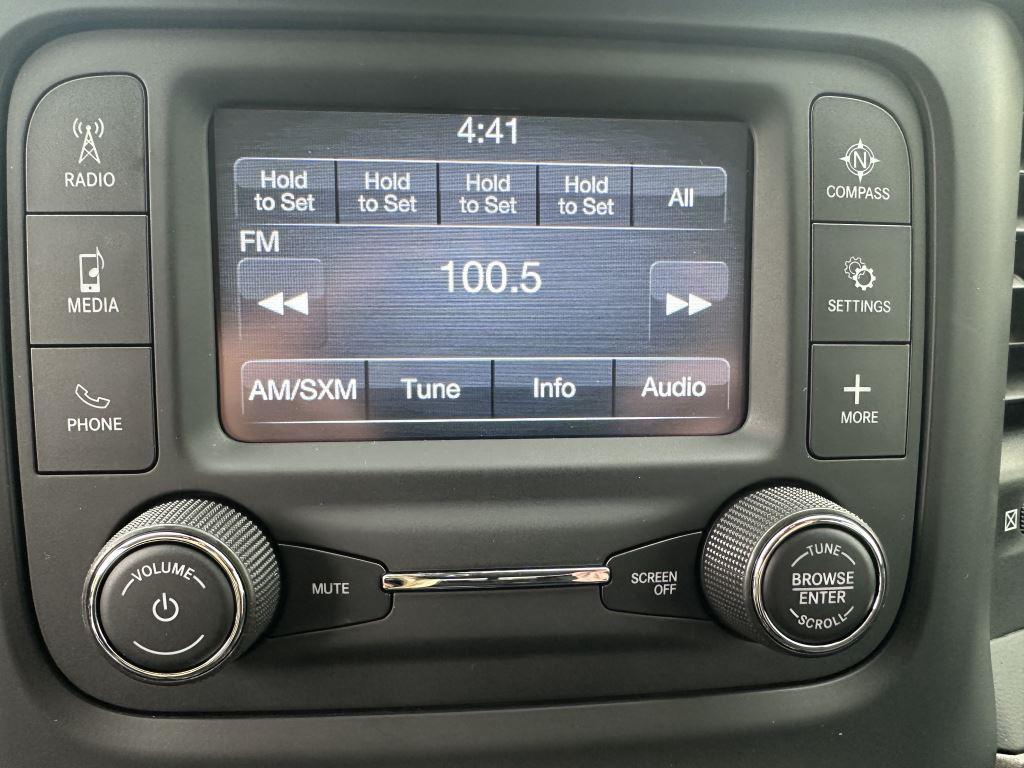 4:41
Hold to Set
Hold to Set
Hold to Set
Hold to Set
All
FM
100.5
AM/SXM
Tune
Info
Audio
RADIO
MEDIA
PHONE
N
COMPASS
SETTINGS
MORE
VOLUME
MUTE
SCREEN
OFF
TUNE
BROWSE
ENTER
SCROLL